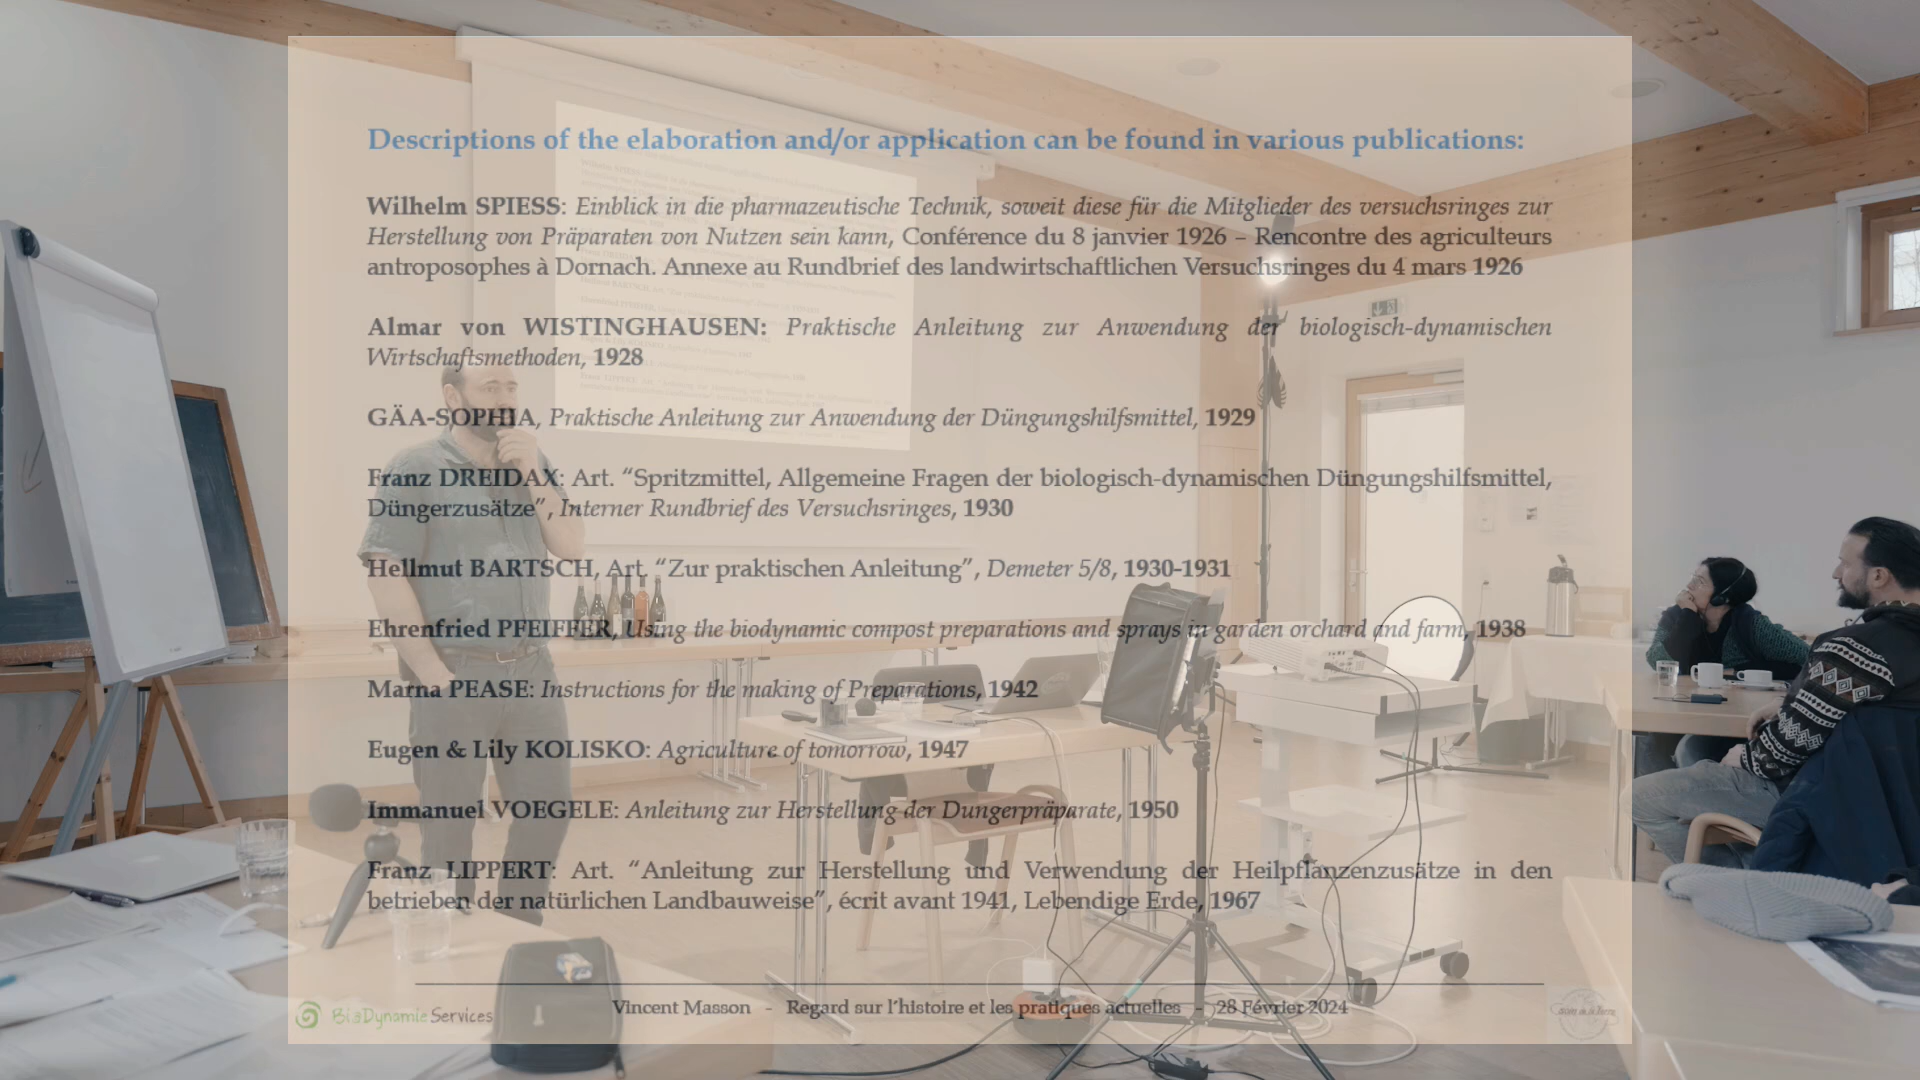 Descriptions of the elaboration and/or application can be found in various publications:
Wilhelm SPIESS: Einblick in die pharmazeutische Technik, soweit diese für die Mitglieder des versuchsringes zur
Herstellung von Präparaten von Nutzen sein kann, Conférence du 8 janvier 1926 – Rencontre des agriculteurs
antroposophes à Dornach. Annexe au Rundbrief des landwirtschaftlichen Versuchsringes du 4 mars 1926
Almar von WISTINGHAUSEN: Praktische Anleitung zur Anwendung der biologisch-dynamischen
Wirtschaftsmethoden, 1928
GÄA-SOPHIA, Praktische Anleitung zur Anwendung der Düngungshilfsmittel, 1929
Franz DREIDAX: Art. “Spritzmittel, Allgemeine Fragen der biologisch-dynamischen Düngungshilfsmittel,
Düngerzusätze”, Interner Rundbrief des Versuchsringes, 1930
Hellmut BARTSCH, Art. “Zur praktischen Anleitung”, Demeter 5/8, 1930-1931
Ehrenfried PFEIFFER, Using the biodynamic compost preparations and sprays in garden orchard and farm, 1938
Marna PEASE: Instructions for the making of Preparations, 1942
Eugen & Lily KOLISKO: Agriculture of tomorrow, 1947
Immanuel VOEGELE: Anleitung zur Herstellung der Dungerpräparate, 1950
Franz LIPPERT: Art. “Anleitung zur Herstellung und Verwendung der Heilpflanzenzusätze in den
betrieben der natürlichen Landbauweise”, écrit avant 1941, Lebendige Erde, 1967
BioDynamie Services
Vincent Masson - Regard sur l’histoire et les pratiques actuelles - 28 Février 2024